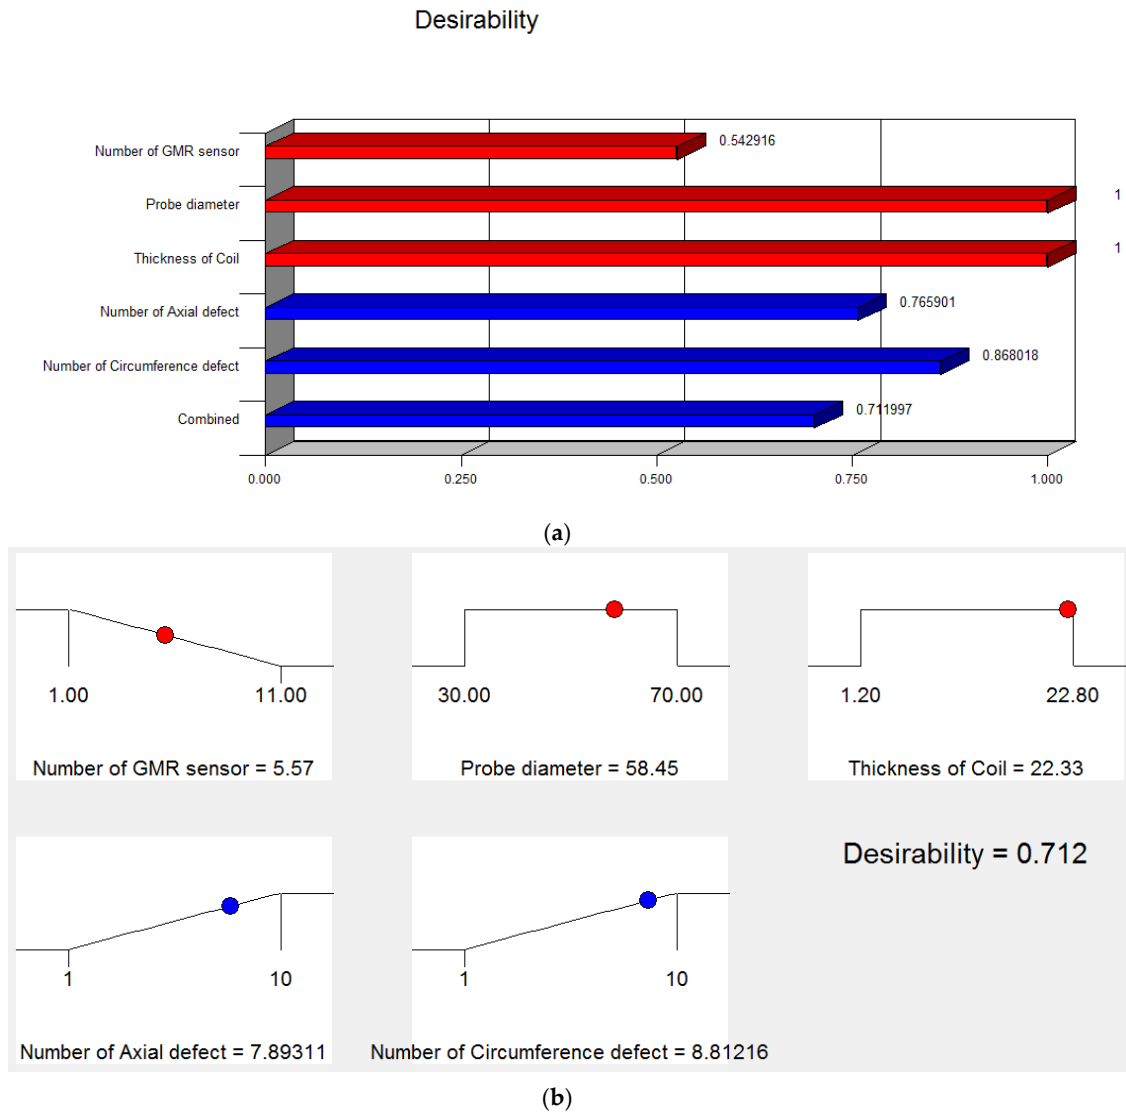 Desirability
Number of GMR sensor
0.542916
Probe diameter
1
Thickness of Coil
1
Number of Axial defect
0.765901
Number of Circumference defect
0.868018
Combined
0.711997
0.000 0.250 0.500 0.750 1.000
(a)
1.00 11.00 30.00 70.00 1.20 22.80
Number of GMR sensor = 5.57 Probe diameter = 58.45 Thickness of Coil = 22.33
Desirability = 0.712
1 10 1 10
Number of Axial defect = 7.89311 Number of Circumference defect = 8.81216
(b)